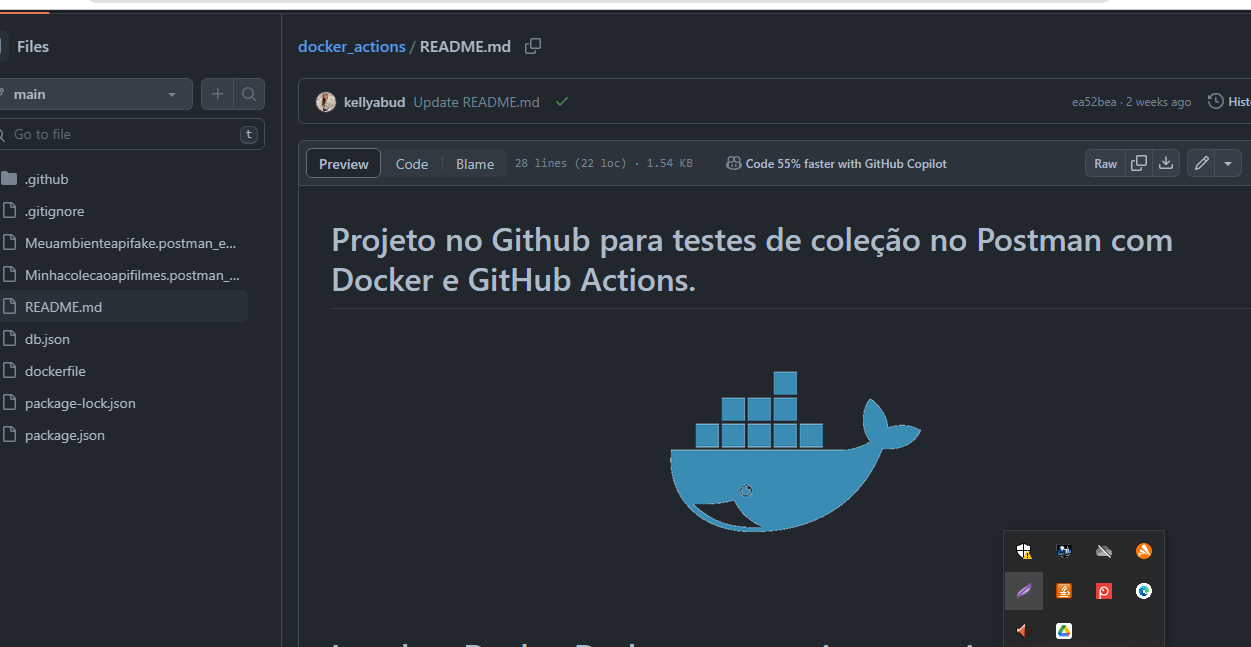 Files
docker_actions / README.md
main
kellyabud Update README.md
ea52bea · 2 weeks ago
Go to file
t
Preview Code Blame 28 lines (22 loc) · 1.54 KB Code 55% faster with GitHub Copilot Raw
.github
.gitignore
Meuambienteapifake.postman_e...
Minhacolecaoapifilmes.postman_...
README.md
db.json
dockerfile
package-lock.json
package.json
Projeto no Github para testes de coleção no Postman com
Docker e GitHub Actions.